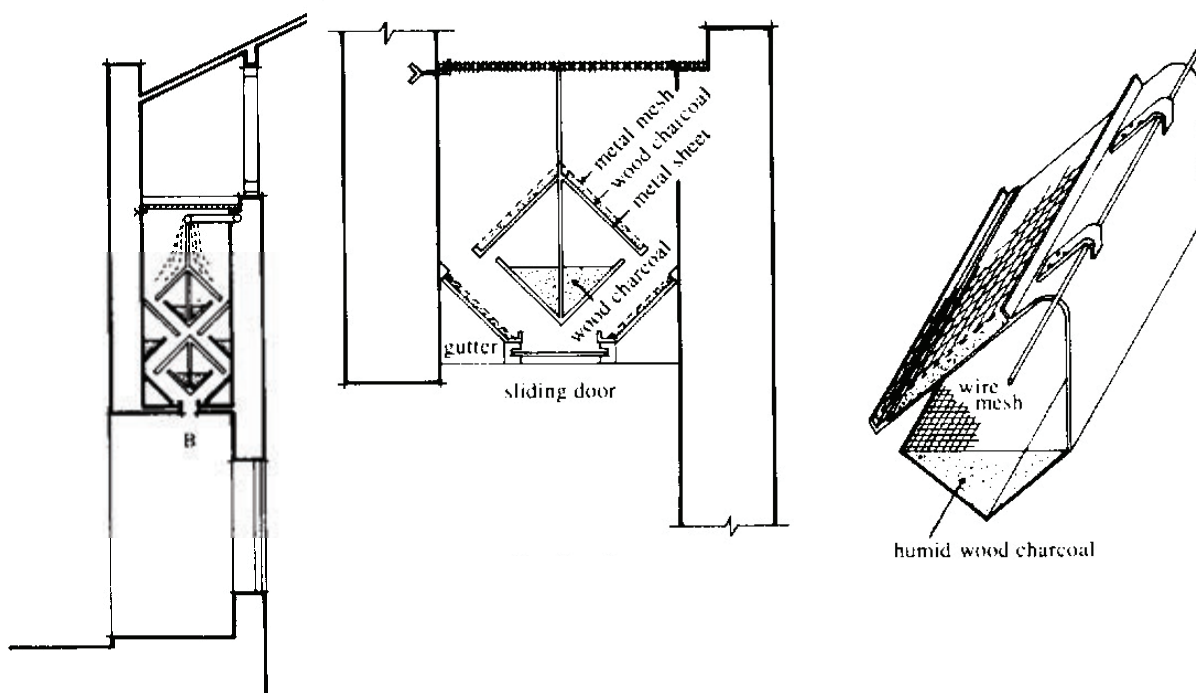 B
metal mesh
wood charcoal
metal sheet
wood charcoal
gutter
sliding door
wire
mesh
humid wood charcoal